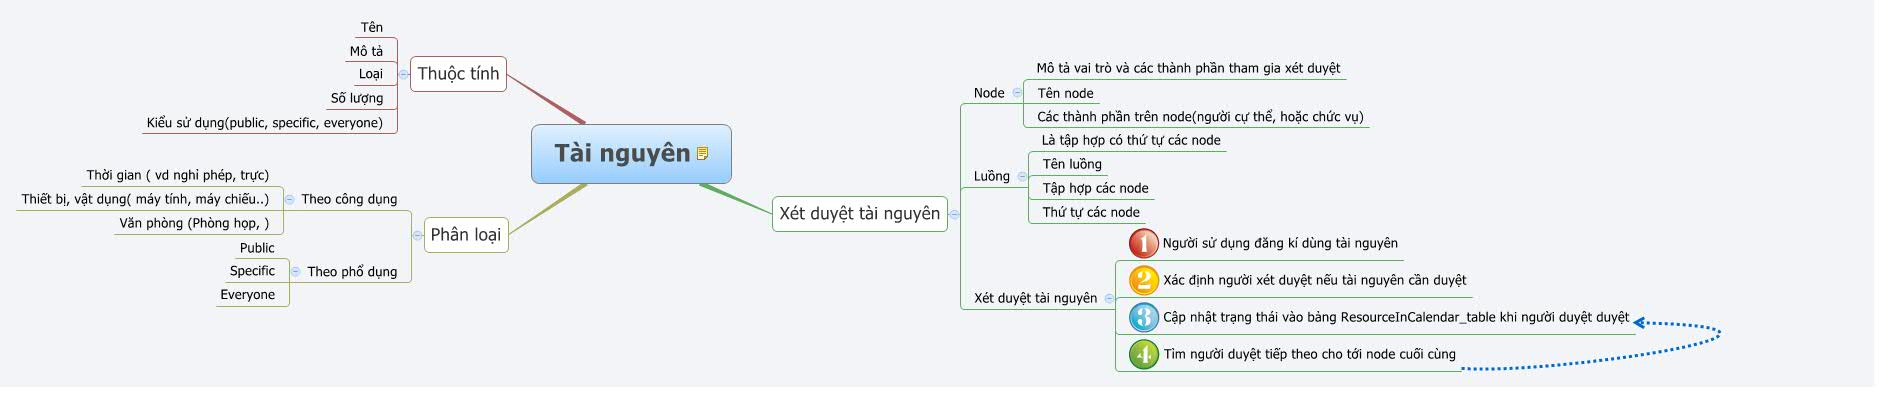 Tài nguyên
Thuộc tính
Tên
Mô tả
Loại
Số lượng
Kiểu sử dụng(public, specific, everyone)
Phân loại
Theo công dụng
Thời gian ( vd nghỉ phép, trực)
Thiết bị, vật dụng( máy tính, máy chiếu..)
Văn phòng (Phòng họp, )
Theo phổ dụng
Public
Specific
Everyone
Xét duyệt tài nguyên
Node
Mô tả vai trò và các thành phần tham gia xét duyệt
Tên node
Các thành phần trên node(người cụ thể, hoặc chức vụ)
Luồng
Là tập hợp có thứ tự các node
Tên luồng
Tập hợp các node
Thứ tự các node
Xét duyệt tài nguyên
1 Người sử dụng đăng kí dùng tài nguyên
2 Xác định người xét duyệt nếu tài nguyên cần duyệt
3 Cập nhật trạng thái vào bảng ResourceInCalendar_table khi người duyệt duyệt
4 Tìm người duyệt tiếp theo cho tới node cuối cùng